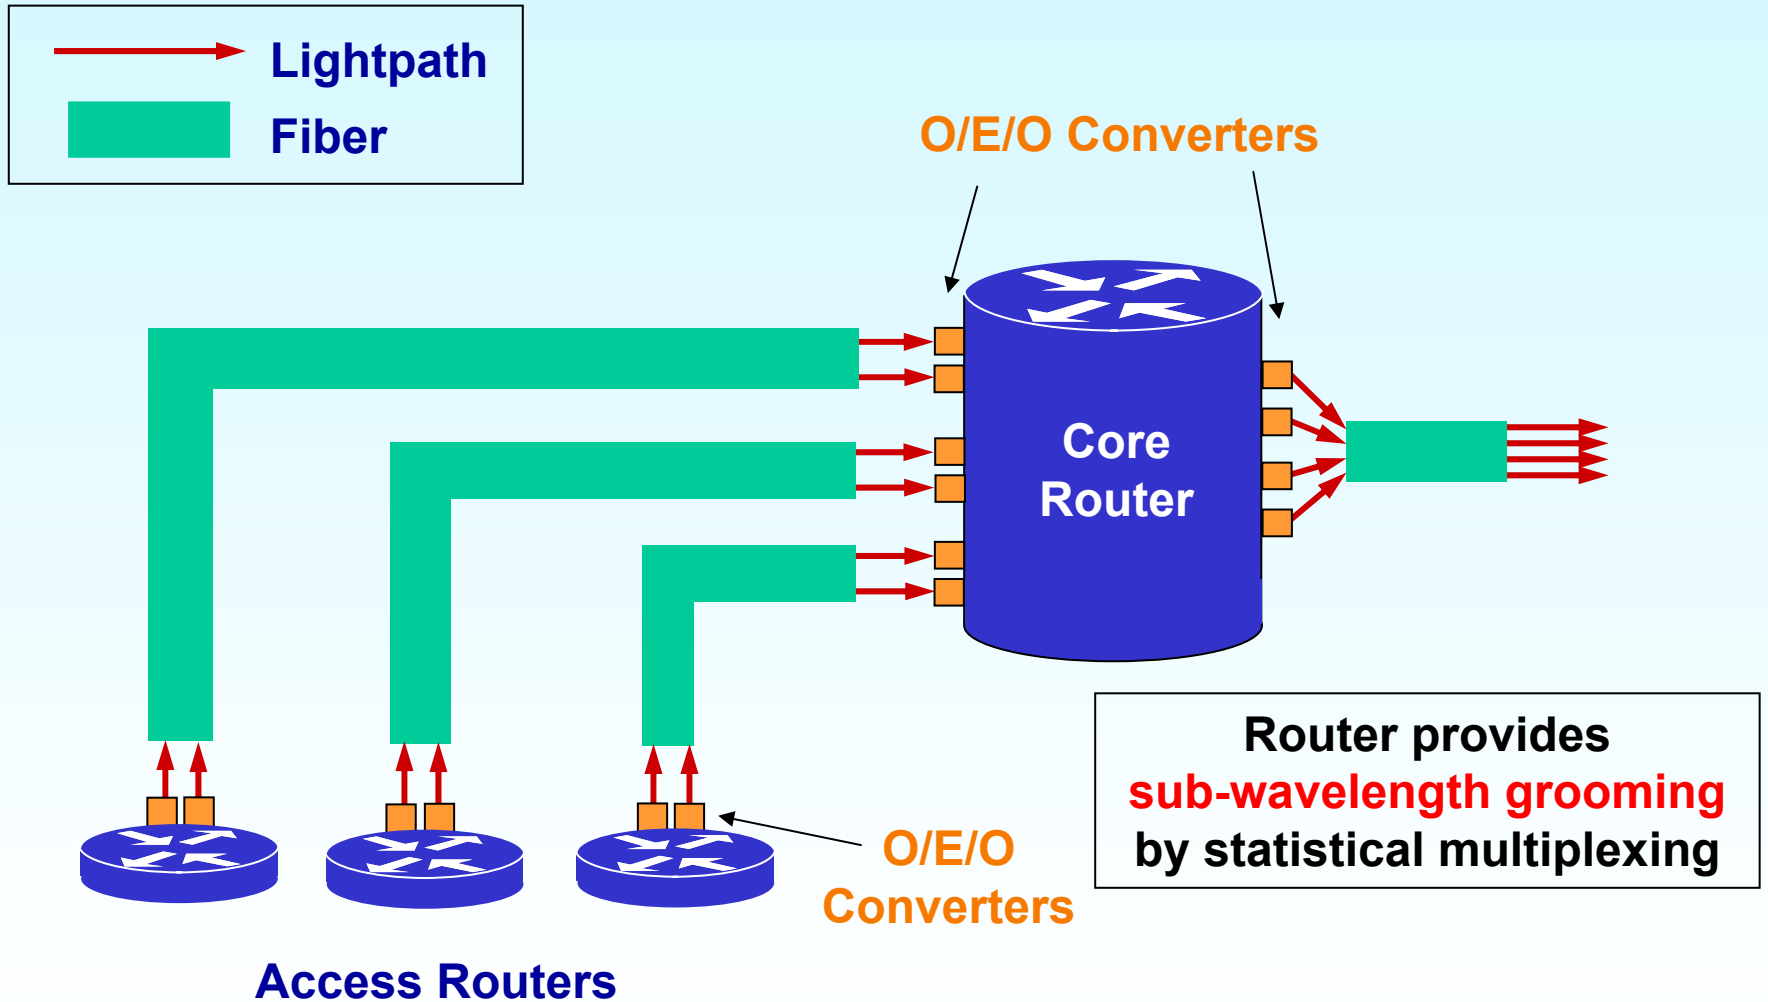 Lightpath
Fiber
O/E/O Converters
Core
Router
Router provides
sub-wavelength grooming
by statistical multiplexing
O/E/O
Converters
Access Routers